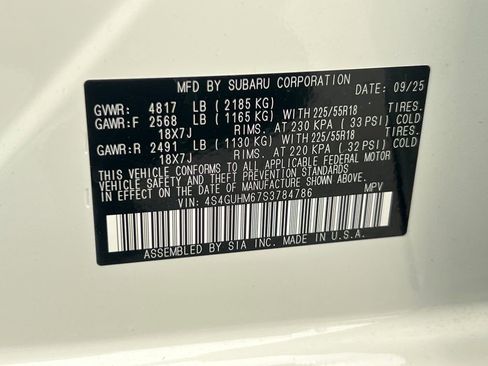 MFD BY SUBARU CORPORATION DATE: 09/25
GVWR: 4817 LB (2185 KG)
GAWR:F 2568 LB (1165 KG) WITH 225/55R18 TIRES.
18X7J RIMS. AT 230 KPA (33 PSI) COLD
GAWR:R 2491 LB (1130 KG) WITH 225/55R18 TIRES.
18X7J RIMS. AT 220 KPA (32 PSI) COLD
THIS VEHICLE CONFORMS TO ALL APPLICABLE FEDERAL MOTOR
VEHICLE SAFETY AND THEFT PREVENTION STANDARDS
IN EFFECT ON THE DATE OF MANUFACTURE SHOWN ABOVE.
VIN: 4S4GUHM67S3784786 MPV
ASSEMBLED BY SIA INC. MADE IN U.S.A.